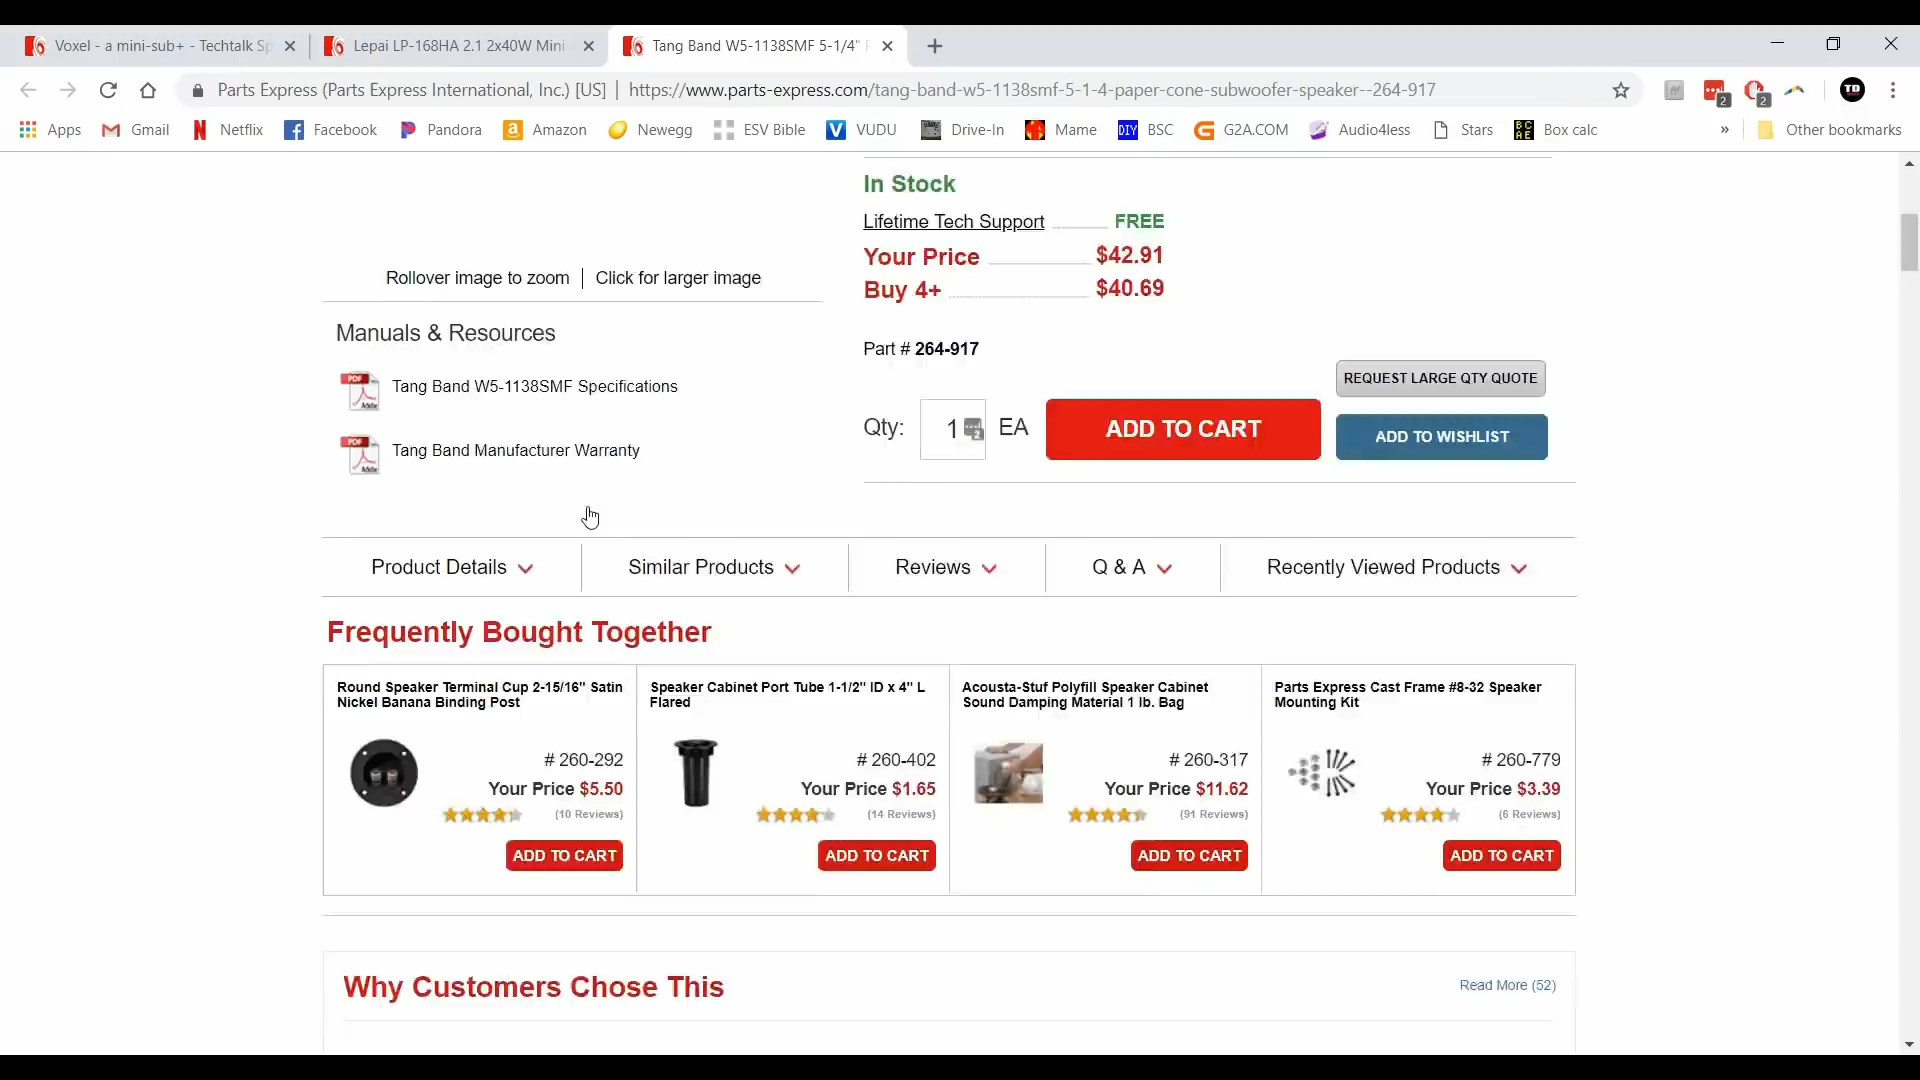 Voxel - a mini-sub+ - Techtalk Sp
Lepai LP-168HA 2.1 2x40W Mini
Tang Band W5-1138SMF 5-1/4" P
Parts Express (Parts Express International, Inc.) [US] | https://www.parts-express.com/tang-band-w5-1138smf-5-1-4-paper-cone-subwoofer-speaker--264-917
2
2
TD
Apps
Gmail
Netflix
Facebook
Pandora
Amazon
Newegg
ESV Bible
VUDU
Drive-In
Mame
DIY BSC
G2A.COM
Audio4less
Stars
Box calc
»
Other bookmarks
In Stock
Lifetime Tech Support FREE
Your Price $42.91
Buy 4+ $40.69
Rollover image to zoom | Click for larger image
Manuals & Resources
Tang Band W5-1138SMF Specifications
Tang Band Manufacturer Warranty
Part # 264-917
REQUEST LARGE QTY QUOTE
Qty: 1 EA
ADD TO CART
ADD TO WISHLIST
Product Details
Similar Products
Reviews
Q & A
Recently Viewed Products
Frequently Bought Together
Round Speaker Terminal Cup 2-15/16" Satin
Nickel Banana Binding Post
# 260-292
Your Price $5.50
(10 Reviews)
ADD TO CART
Speaker Cabinet Port Tube 1-1/2" ID x 4" L
Flared
# 260-402
Your Price $1.65
(14 Reviews)
ADD TO CART
Acousta-Stuf Polyfill Speaker Cabinet
Sound Damping Material 1 lb. Bag
# 260-317
Your Price $11.62
(91 Reviews)
ADD TO CART
Parts Express Cast Frame #8-32 Speaker
Mounting Kit
# 260-779
Your Price $3.39
(6 Reviews)
ADD TO CART
Why Customers Chose This
Read More (52)